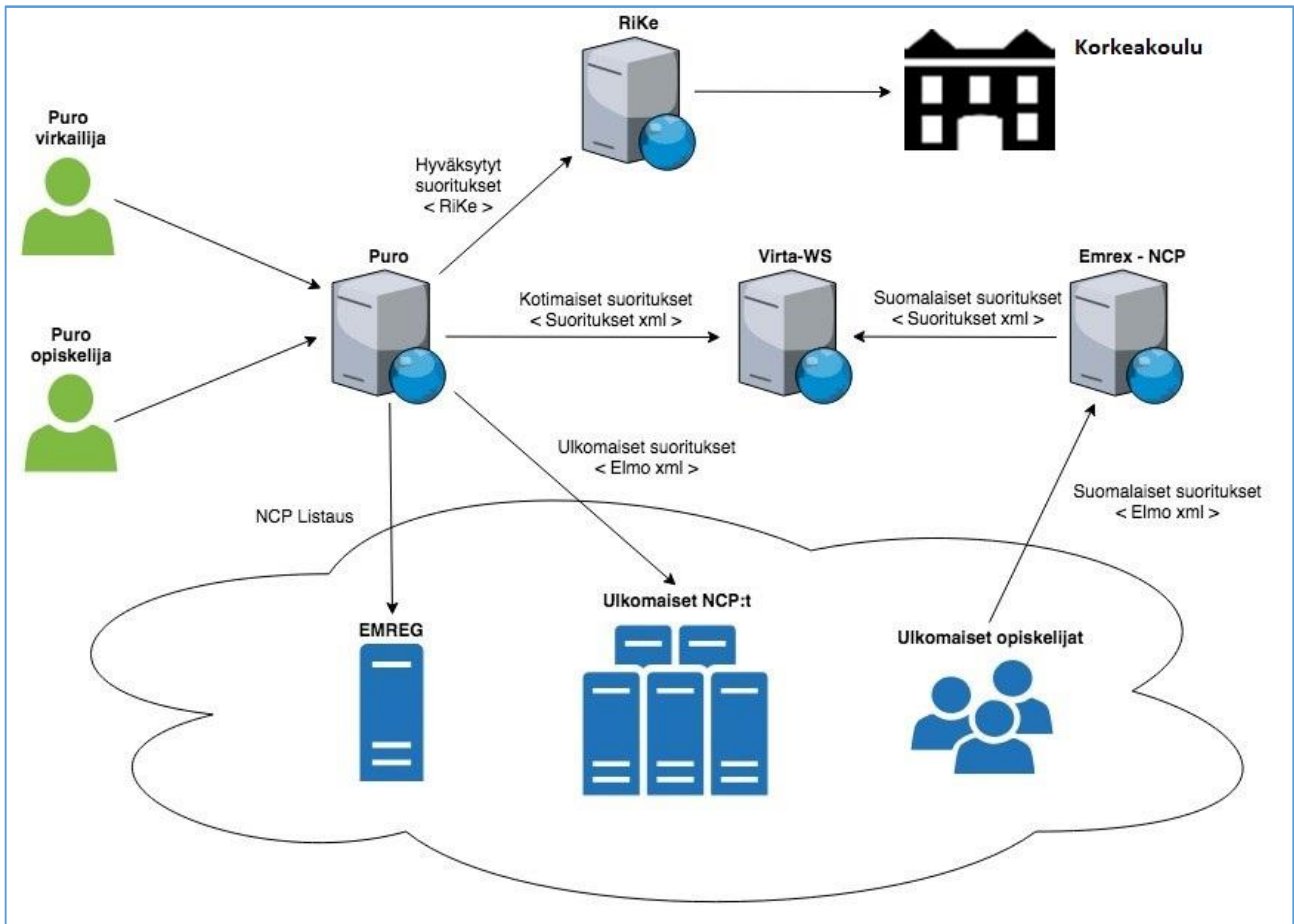 RiKe
Korkeakoulu
Puro
virkailija
Hyväksytyt
suoritukset
< RiKe >
Puro
Virta-WS
Emrex - NCP
Kotimaiset suoritukset
< Suoritukset xml >
Suomalaiset suoritukset
< Suoritukset xml >
Puro
opiskelija
Ulkomaiset suoritukset
< Elmo xml >
Suomalaiset suoritukset
< Elmo xml >
NCP Listaus
EMREG
Ulkomaiset NCP:t
Ulkomaiset opiskelijat